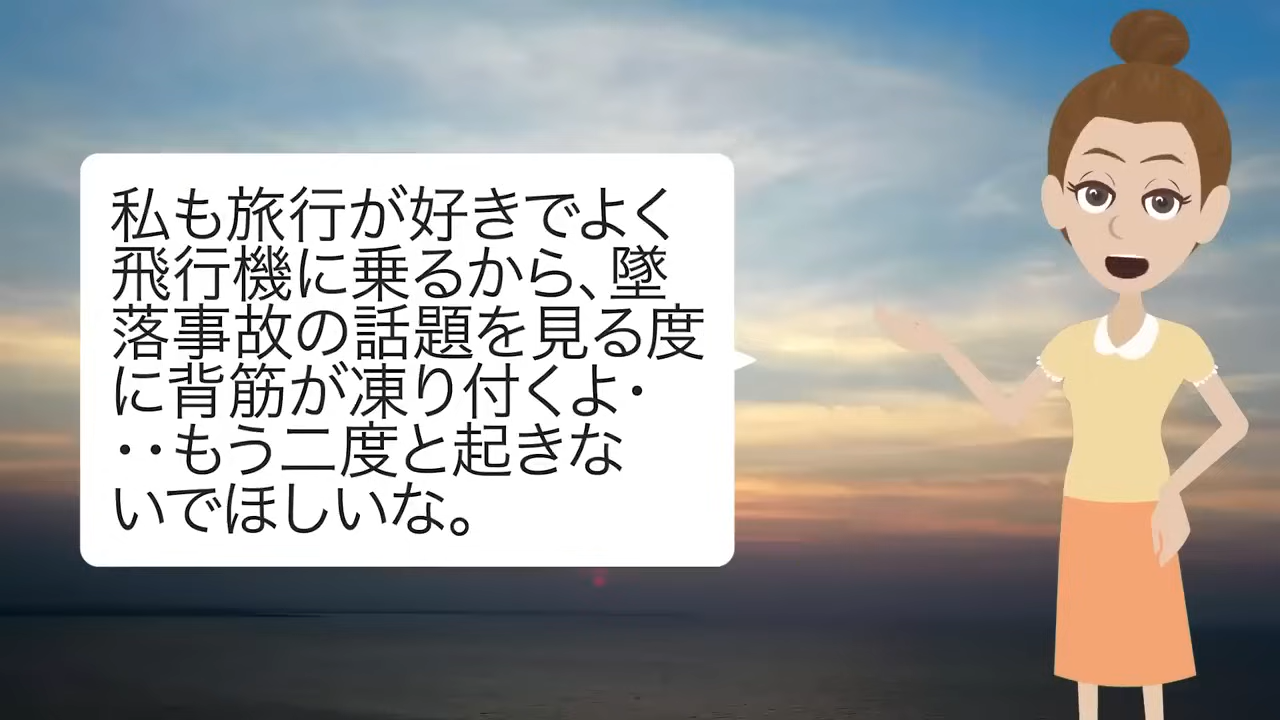 私も旅行が好きでよく
飛行機に乗るから、墜
落事故の話題を見る度
に背筋が凍り付くよ・
・・もう二度と起きな
いでほしいな。